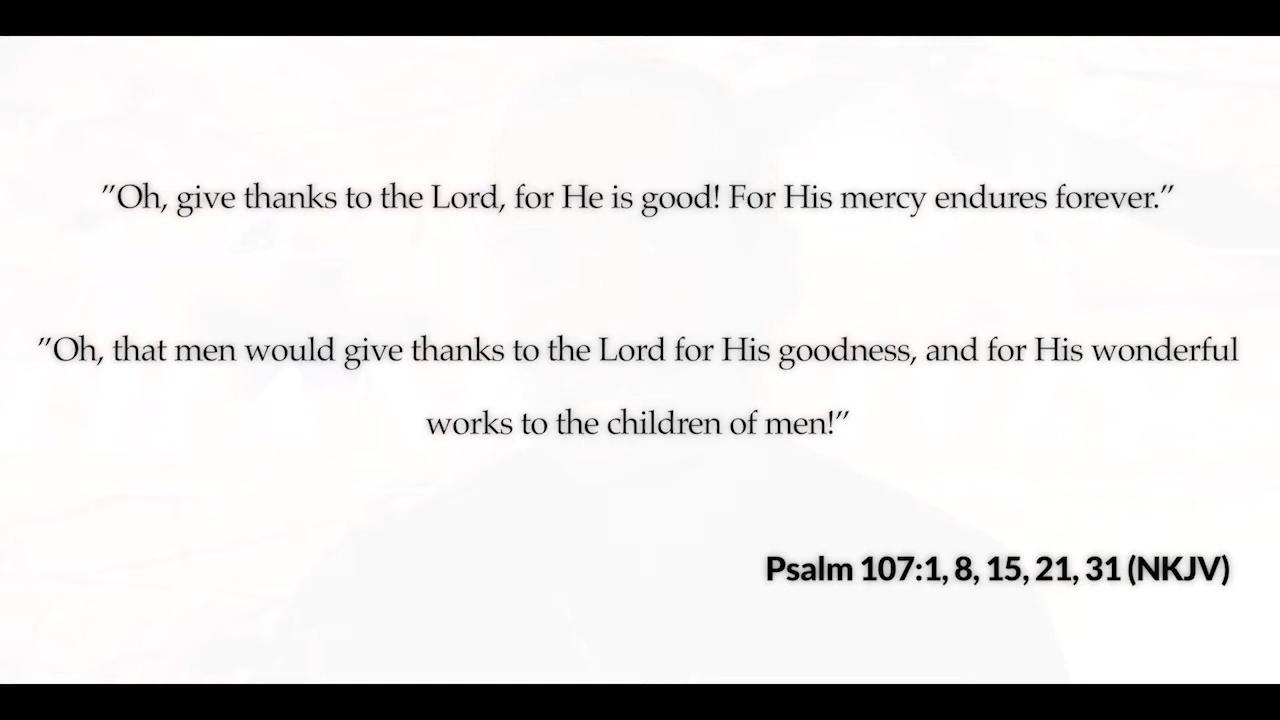 ”Oh, give thanks to the Lord, for He is good! For His mercy endures forever.”
”Oh, that men would give thanks to the Lord for His goodness, and for His wonderful
works to the children of men!”
Psalm 107:1, 8, 15, 21, 31 (NKJV)